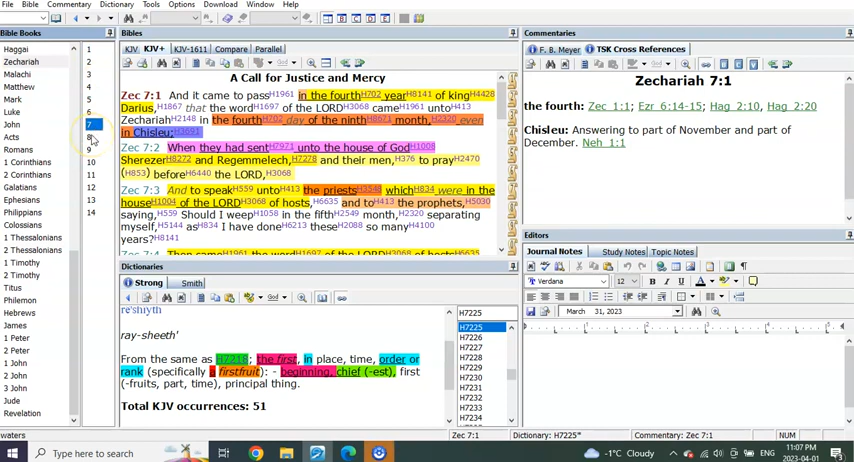 File Bible Commentary Dictionary Tools Options Download Window Help
Bible Books
Haggai
Zechariah
Malachi
Matthew
Mark
Luke
John
Acts
Romans
1 Corinthians
2 Corinthians
Galatians
Ephesians
Philippians
Colossians
1 Thessalonians
2 Thessalonians
1 Timothy
2 Timothy
Titus
Philemon
Hebrews
James
1 Peter
2 Peter
1 John
2 John
3 John
Jude
Revelation
1
2
3
4
5
6
7
8
9
10
11
12
13
14
Bibles
KJV KJV+ KJV-1611 Compare Parallel
A Call for Justice and Mercy
Zec 7:1 And it came to pass H1961 in the fourth H702 year H8141 of king H4428
Darius, H1867 that the word H1697 of the LORD H3068 came H1961 unto
Zechariah H2148 in the fourth H702 day of the ninth H8671 month, H2320 even
in Chisleu; H3691
Zec 7:2 When they had sent H7971 unto the house of God H1008
Sherezer H8272 and Regemmelech, H7278 and their men, H376 to pray H2470
(H853) before H6440 the LORD, H3068
Zec 7:3 And to speak H559 unto H413 the priests H3548 which H834 were in the
house H1004 of the LORD H3068 of hosts, H6635 and to H413 the prophets, H5030
saying, H559 Should I weep H1058 in the fifth H2549 month, H2320 separating
myself, H5144 as H834 I have done H6213 these H2088 so many H4100
years? H8141
Zec 7:4 Then came H1961 the word H1697 of the LORD H3068 of hosts H6635
Dictionaries
Strong Smith
re'shiyth
ray-sheeth'
From the same as H7218; the first, in place, time, order or
rank (specifically a firstfruit): - beginning, chief (-est), first
(-fruits, part, time), principal thing.
Total KJV occurrences: 51
H7225
H7225
H7226
H7227
H7228
H7229
H7230
H7231
H7232
H7233
H7234
Commentaries
F. B. Meyer TSK Cross References
Zechariah 7:1
the fourth: Zec 1:1; Ezr 6:14-15; Hag 2:10, Hag 2:20
Chisleu: Answering to part of November and part of
December. Neh 1:1
Editors
Journal Notes Study Notes Topic Notes
Verdana 12 B I U A
March 31, 2023
waters Zec 7:1 Dictionary: H7225 Commentary: Zec 7:1 NUM
Type here to search
-1°C Cloudy
11:07 PM
2023-04-01